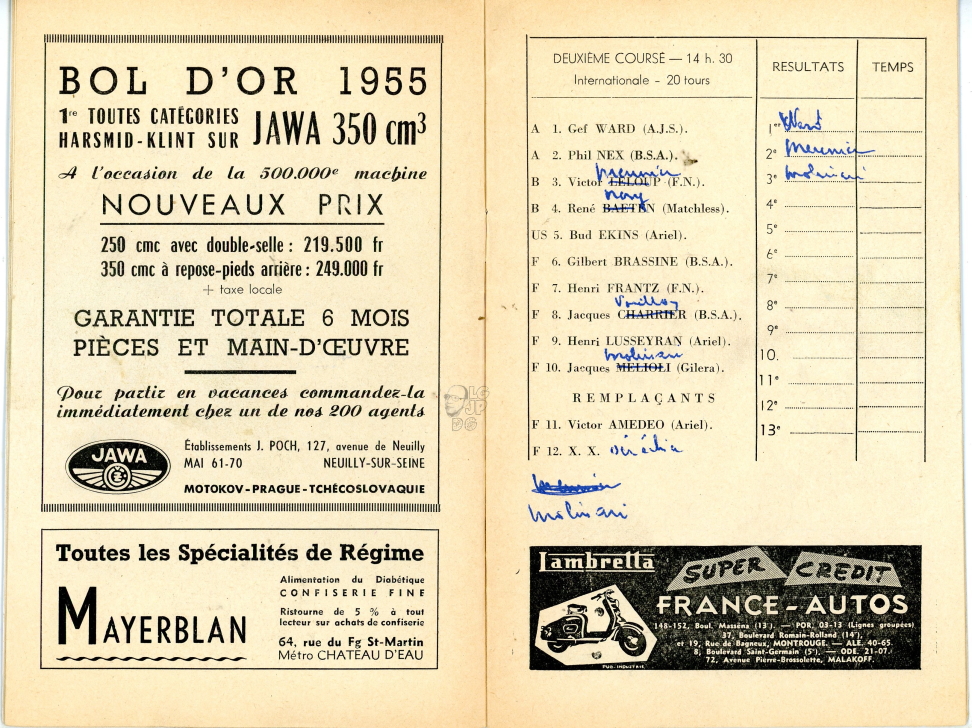 BOL D'OR 1955
1re TOUTES CATÉGORIES
HARSMID-KLINT SUR JAWA 350 cm3
A l'occasion de la 500.000e machine
NOUVEAUX PRIX
250 cmc avec double-selle : 219.500 fr
350 cmc à repose-pieds arrière : 249.000 fr
+ taxe locale
GARANTIE TOTALE 6 MOIS
PIÈCES ET MAIN-D'ŒUVRE
Pour partir en vacances commandez-la
immédiatement chez un de nos 200 agents
JAWA
Établissements J. POCH, 127, avenue de Neuilly
MAI 61-70 NEUILLY-SUR-SEINE
MOTOKOV-PRAGUE-TCHÉCOSLOVAQUIE
Toutes les Spécialités de Régime
MAYERBLAN
Alimentation du Diabétique
CONFISERIE FINE
Ristourne de 5 % à tout
lecteur sur achats de confiserie
64, rue du Fg St-Martin
Métro CHATEAU D'EAU
LG
JP
DG
DEUXIÈME COURSE — 14 h. 30
Internationale - 20 tours
RESULTATS
TEMPS
A 1. Gef WARD (A.J.S.).
A 2. Phil NEX (B.S.A.).
meunier
B 3. Victor LELOUP (F.N.).
B 4. René BAETEN (Matchless).
US 5. Bud EKINS (Ariel).
F 6. Gilbert BRASSINE (B.S.A.).
F 7. Henri FRANTZ (F.N.).
F 8. Jacques CHARRIER (B.S.A.).
F 9. Henri LUSSEYRAN (Ariel).
molinari
F 10. Jacques MELIOLI (Gilera).
REMPLAÇANTS
F 11. Victor AMEDEO (Ariel).
F 12. X. X.
1er Ward
2e meunier
3e molinari
4e
5e
6e
7e
8e
9e
10.
11e
12e
13e
meunier
molinari
Lambretta
SUPER CREDIT
FRANCE-AUTOS
148-152, Boul. Masséna (13e). — POR. 03-13 (Lignes groupées)
37, Boulevard Romain-Rolland (14e),
et 19, Rue de Bagneux, MONTROUGE. — ALE. 40-65.
8, Boulevard Saint-Germain (5e). — ODE. 21-07.
72, Avenue Pierre-Brossolette, MALAKOFF.
PUB. INDUSTRIE